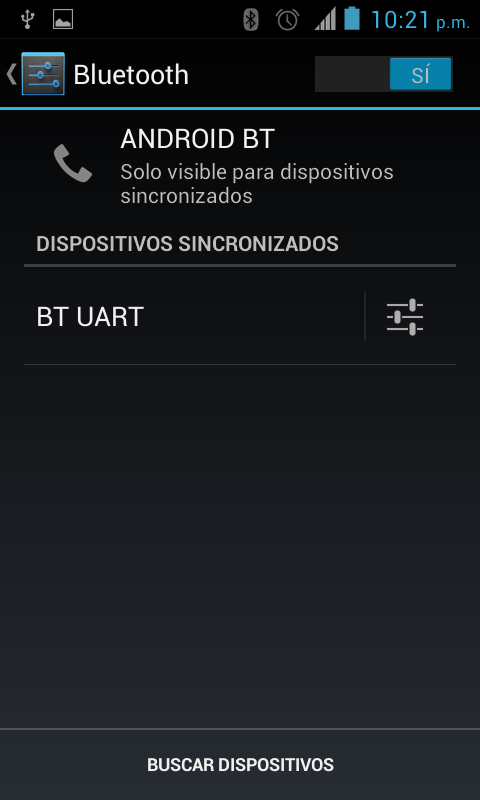 10:21 p.m.
Bluetooth
SÍ
ANDROID BT
Solo visible para dispositivos
sincronizados
DISPOSITIVOS SINCRONIZADOS
BT UART
BUSCAR DISPOSITIVOS